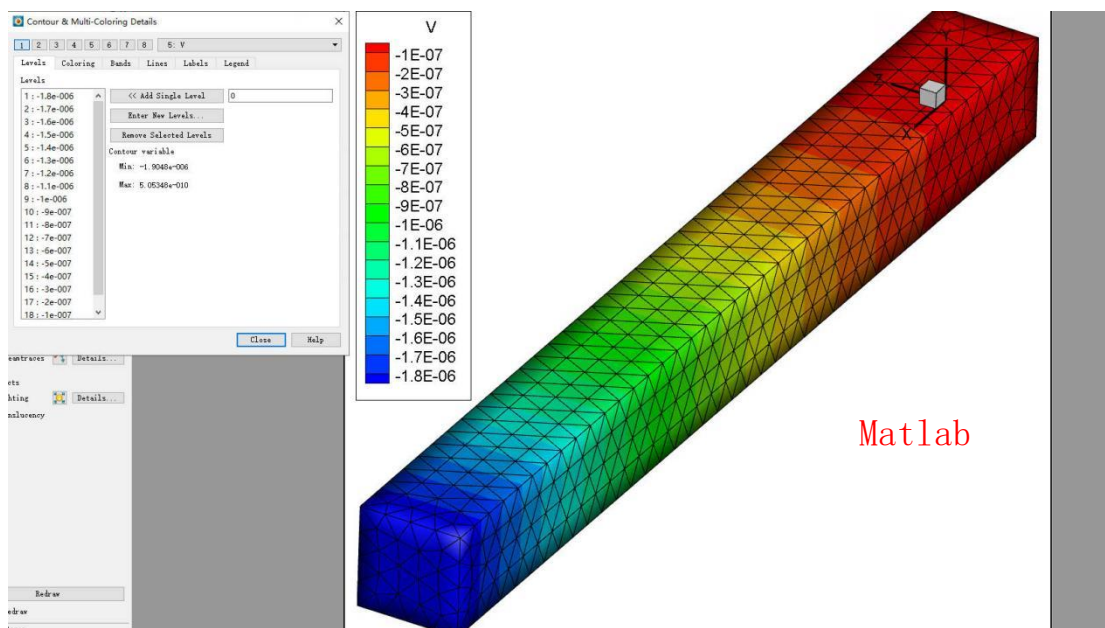 Contour & Multi-Coloring Details
1 2 3 4 5 6 7 8 5: V
Levels Coloring Bands Lines Labels Legend
Levels
1 : -1.8e-006
2 : -1.7e-006
3 : -1.6e-006
4 : -1.5e-006
5 : -1.4e-006
6 : -1.3e-006
7 : -1.2e-006
8 : -1.1e-006
9 : -1e-006
10 : -9e-007
11 : -8e-007
12 : -7e-007
13 : -6e-007
14 : -5e-007
15 : -4e-007
16 : -3e-007
17 : -2e-007
18 : -1e-007
<< Add Single Level 0
Enter New Levels...
Remove Selected Levels
Contour variable
Min: -1.9048e-006
Max: 5.05348e-010
Close Help
eamtraces Details...
cts
hting Details...
nslucency
Redraw
edraw
V
-1E-07
-2E-07
-3E-07
-4E-07
-5E-07
-6E-07
-7E-07
-8E-07
-9E-07
-1E-06
-1.1E-06
-1.2E-06
-1.3E-06
-1.4E-06
-1.5E-06
-1.6E-06
-1.7E-06
-1.8E-06
Y
Z
X
Matlab